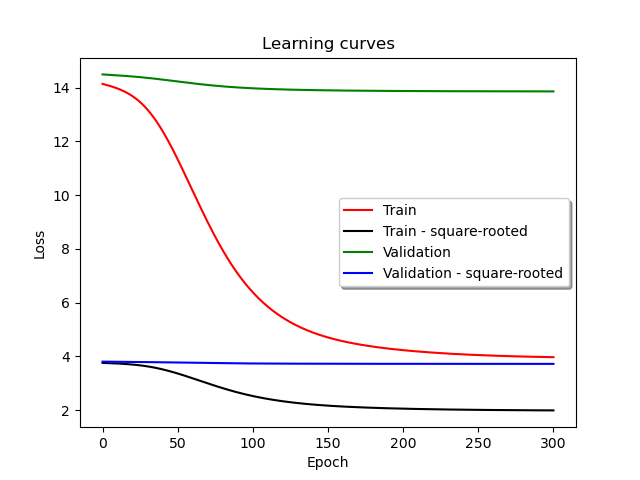 Learning curves
14
12
10
8
6
4
2
Loss
Train
Train - square-rooted
Validation
Validation - square-rooted
0 50 100 150 200 250 300
Epoch